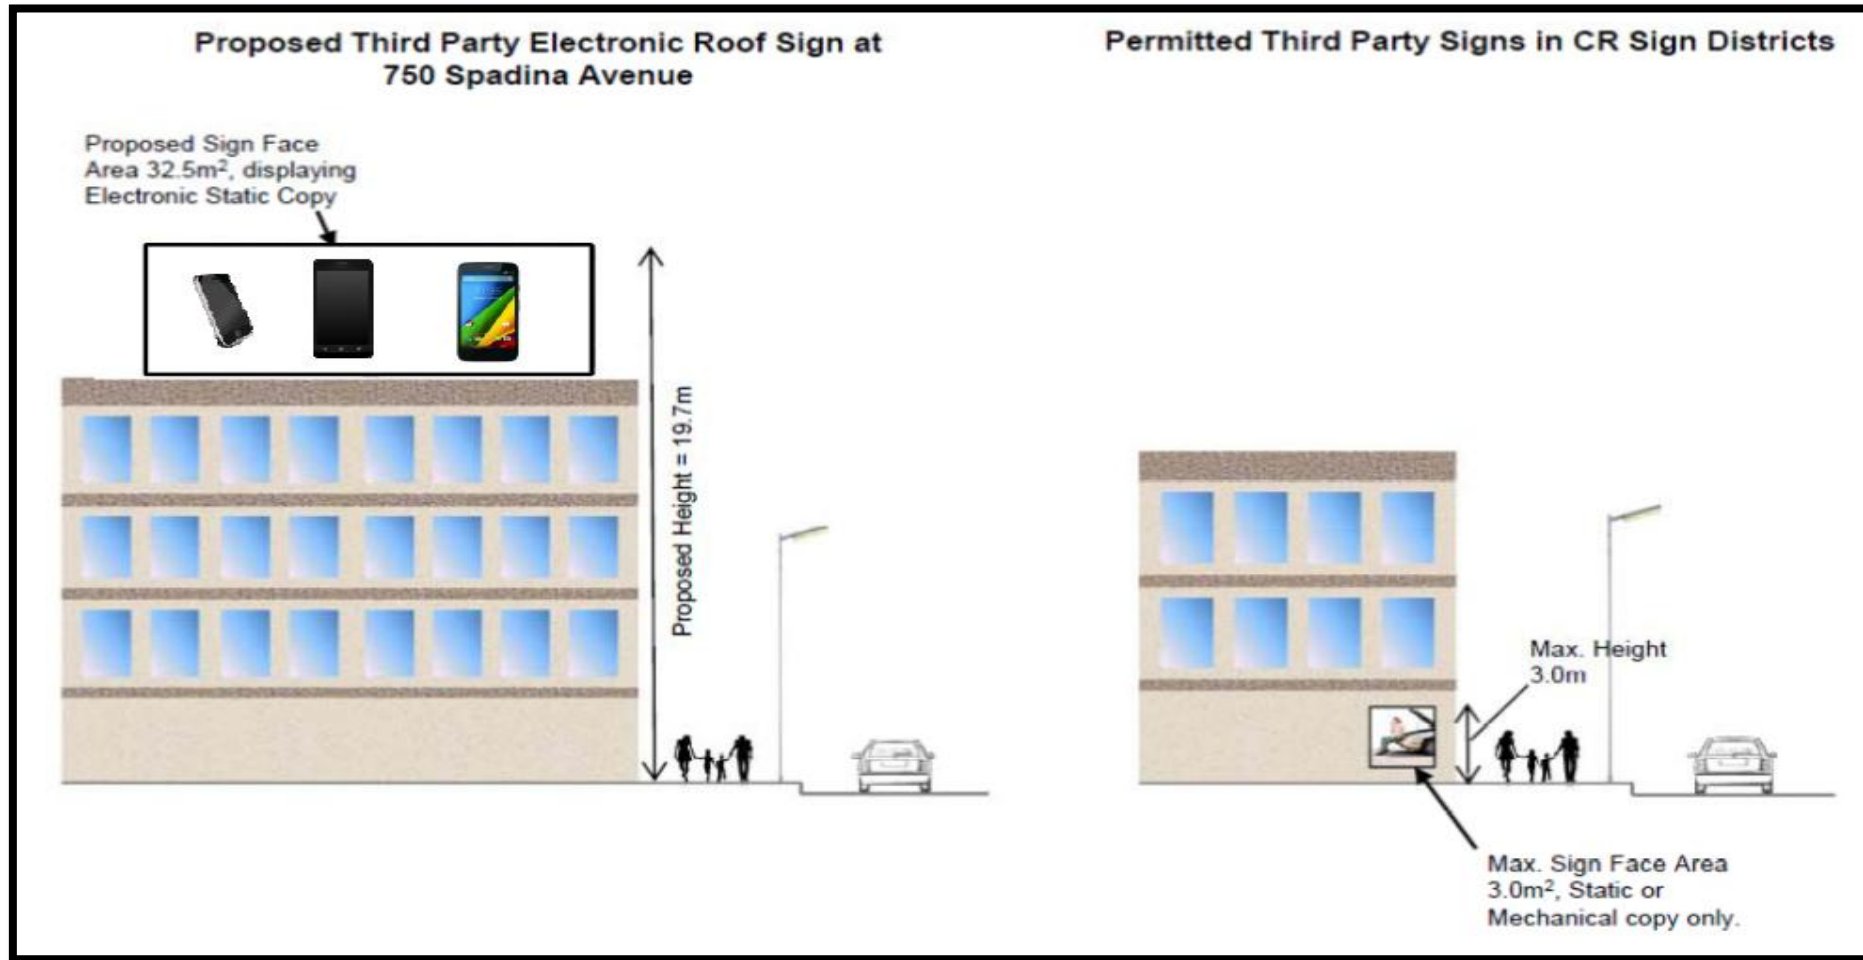 Proposed Third Party Electronic Roof Sign at
750 Spadina Avenue
Proposed Sign Face
Area 32.5m², displaying
Electronic Static Copy
Proposed Height = 19.7m
Permitted Third Party Signs in CR Sign Districts
Max. Height
3.0m
Max. Sign Face Area
3.0m², Static or
Mechanical copy only.